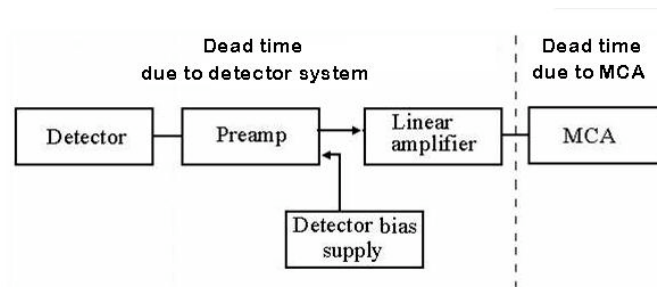 Dead time
due to detector system
Dead time
due to MCA
Detector
Preamp
Linear
amplifier
MCA
Detector bias
supply